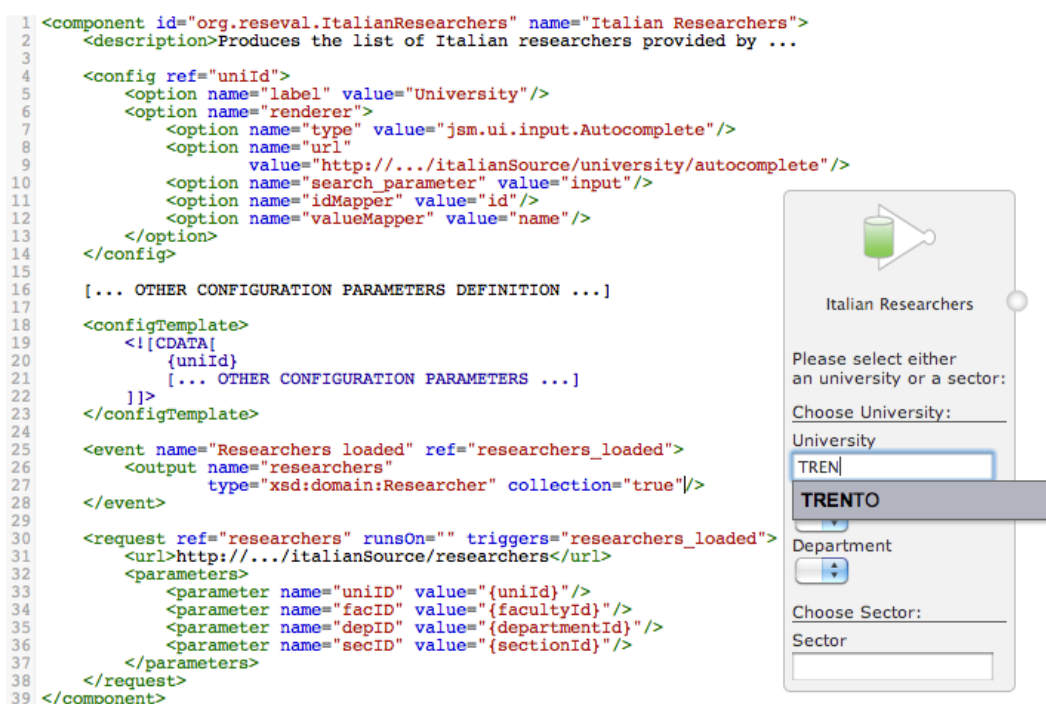 1 <component id="org.reseval.ItalianResearchers" name="Italian Researchers">
2 <description>Produces the list of Italian researchers provided by ...
3
4 <config ref="uniId">
5 <option name="label" value="University"/>
6 <option name="renderer">
7 <option name="type" value="jsm.ui.input.Autocomplete"/>
8 <option name="url"
9 value="http://.../italianSource/university/autocomplete"/>
10 <option name="search_parameter" value="input"/>
11 <option name="idMapper" value="id"/>
12 <option name="valueMapper" value="name"/>
13 </option>
14 </config>
15
16 [... OTHER CONFIGURATION PARAMETERS DEFINITION ...]
17
18 <configTemplate>
19 <![CDATA[
20 {uniId}
21 [... OTHER CONFIGURATION PARAMETERS ...]
22 ]]>
23 </configTemplate>
24
25 <event name="Researchers loaded" ref="researchers_loaded">
26 <output name="researchers"
27 type="xsd:domain:Researcher" collection="true"/>
28 </event>
29
30 <request ref="researchers" runsOn="" triggers="researchers_loaded">
31 <url>http://.../italianSource/researchers</url>
32 <parameters>
33 <parameter name="uniID" value="{uniId}"/>
34 <parameter name="facID" value="{facultyId}"/>
35 <parameter name="depID" value="{departmentId}"/>
36 <parameter name="secID" value="{sectionId}"/>
37 </parameters>
38 </request>
39 </component>
Italian Researchers
Please select either
an university or a sector:
Choose University:
University
TREN
TRENTO
Department
Choose Sector:
Sector